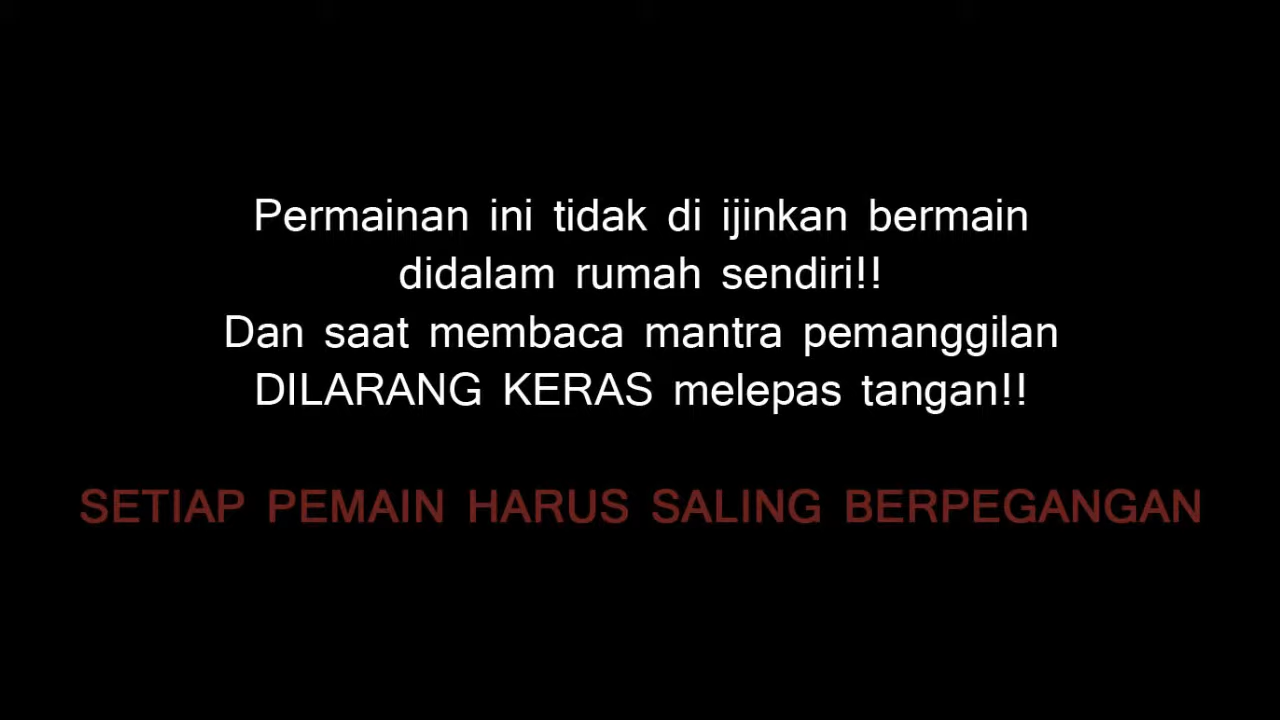 Permainan ini tidak di ijinkan bermain
didalam rumah sendiri!!
Dan saat membaca mantra pemanggilan
DILARANG KERAS melepas tangan!!
SETIAP PEMAIN HARUS SALING BERPEGANGAN